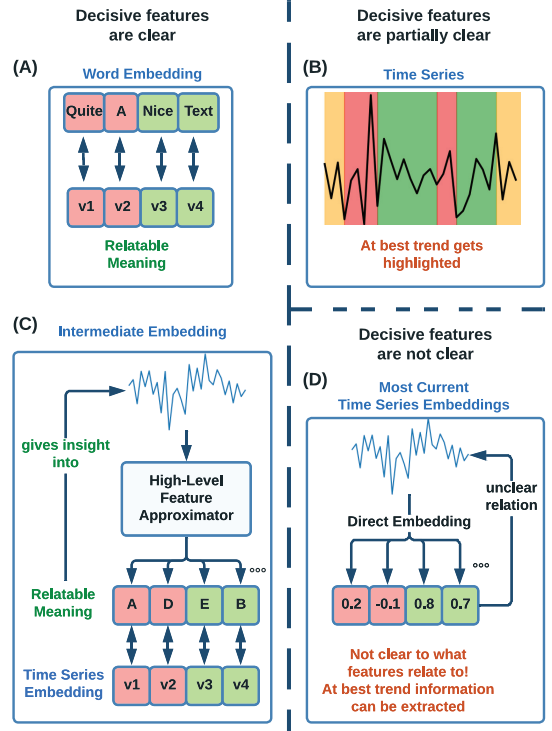 Decisive features
are clear
(A)
Word Embedding
Quite A Nice Text
v1 v2 v3 v4
Relatable
Meaning
Decisive features
are partially clear
(B)
Time Series
At best trend gets
highlighted
(C)
Intermediate Embedding
gives insight
into
High-Level
Feature
Approximator
Relatable
Meaning
A D E B
Time Series
Embedding
v1 v2 v3 v4
Decisive features
are not clear
(D)
Most Current
Time Series Embeddings
unclear
relation
Direct Embedding
0.2 -0.1 0.8 0.7
Not clear to what
features relate to!
At best trend information
can be extracted